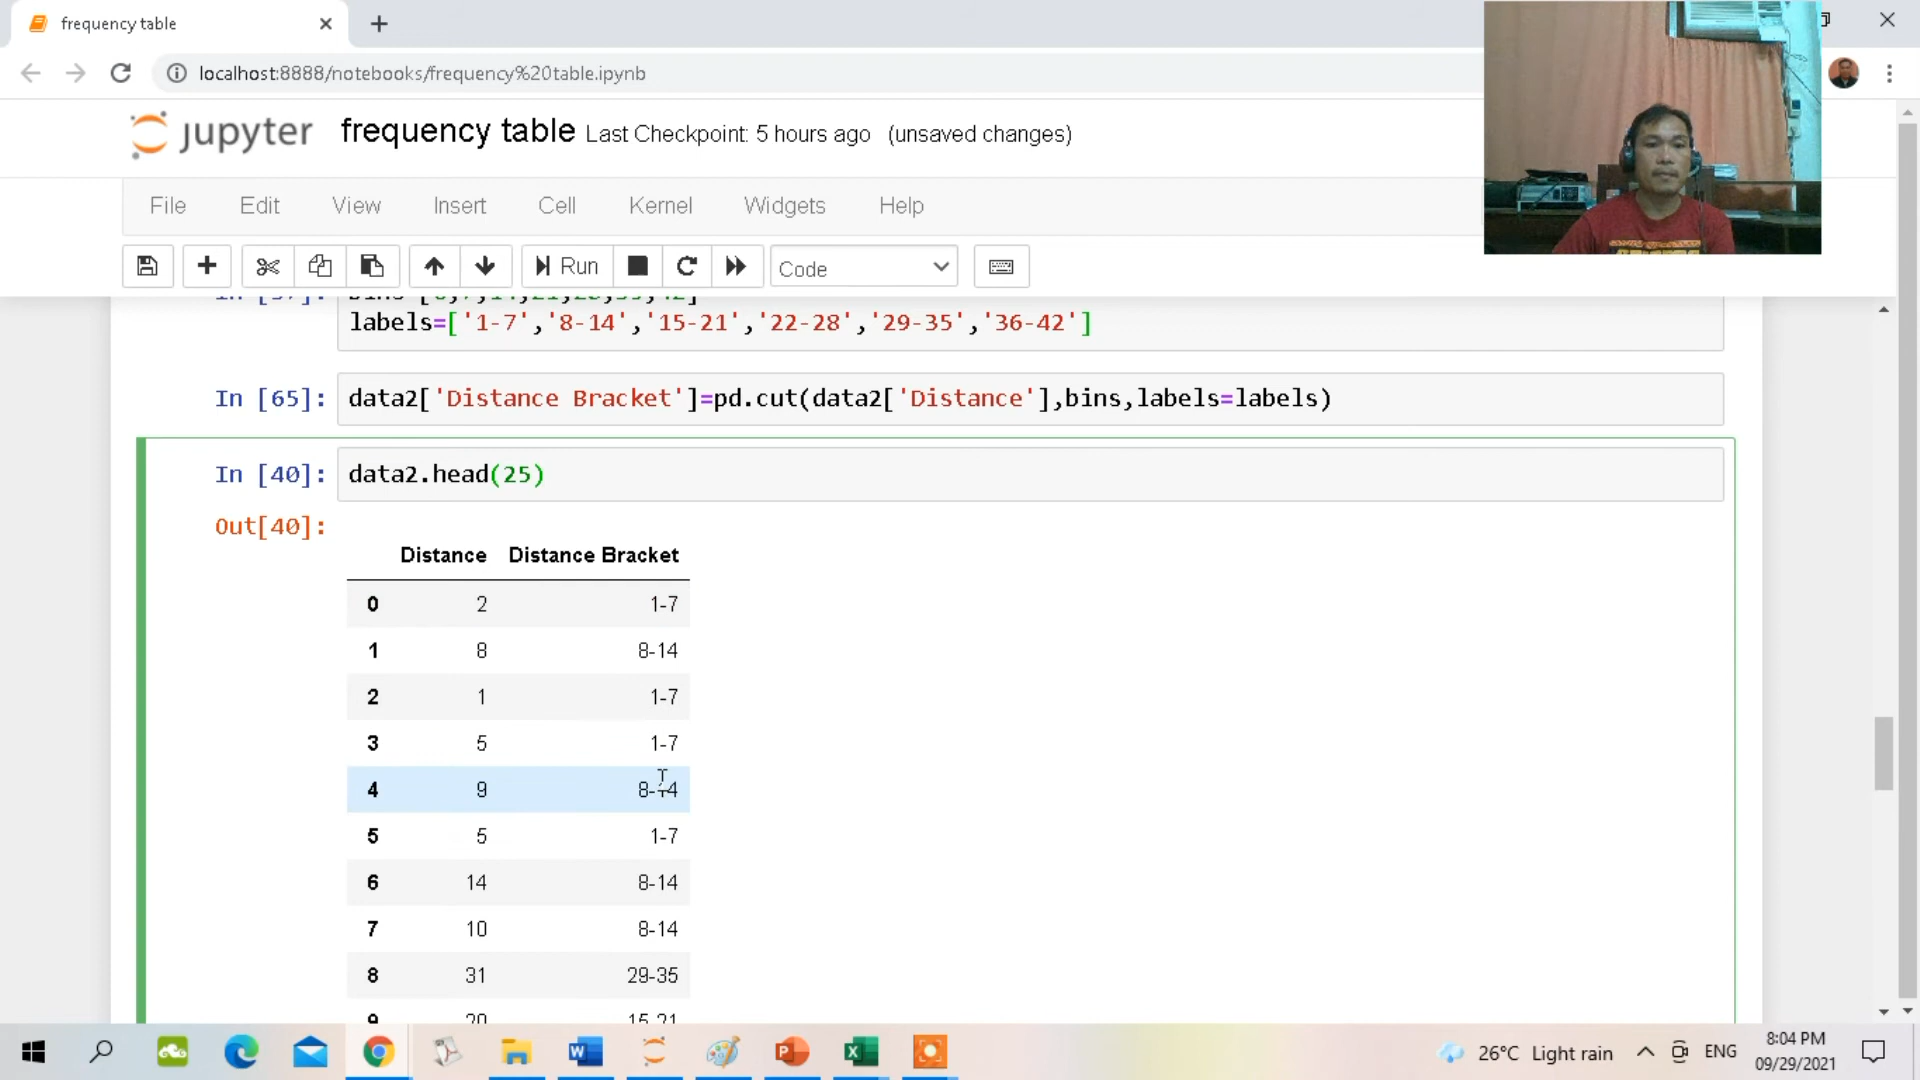 frequency table
localhost:8888/notebooks/frequency%20table.ipynb
jupyter frequency table Last Checkpoint: 5 hours ago (unsaved changes)
File Edit View Insert Cell Kernel Widgets Help
Run Code
labels=['1-7','8-14','15-21','22-28','29-35','36-42']
In [65]: data2['Distance Bracket']=pd.cut(data2['Distance'],bins,labels=labels)
In [40]: data2.head(25)
Out[40]:
Distance Distance Bracket
0 2 1-7
1 8 8-14
2 1 1-7
3 5 1-7
4 9 8-14
5 5 1-7
6 14 8-14
7 10 8-14
8 31 29-35
9 20 15-21
26°C Light rain ENG 8:04 PM
09/29/2021